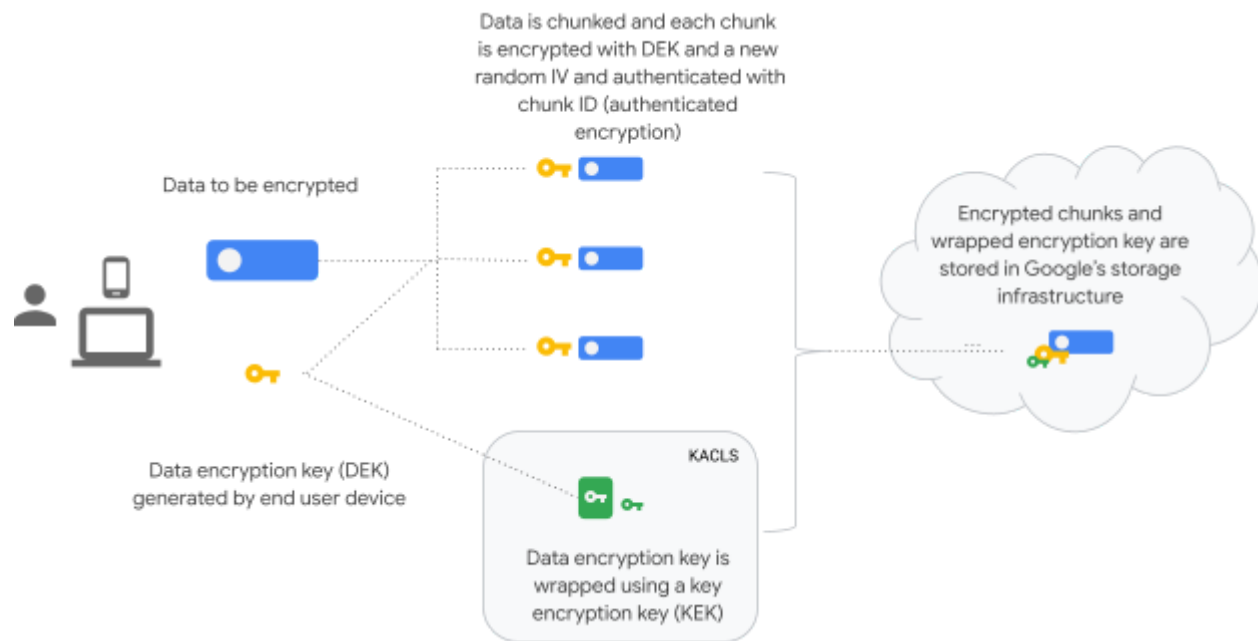 Data is chunked and each chunk
is encrypted with DEK and a new
random IV and authenticated with
chunk ID (authenticated
encryption)
Data to be encrypted
Encrypted chunks and
wrapped encryption key are
stored in Google's storage
infrastructure
...
Data encryption key (DEK)
generated by end user device
KACLS
Data encryption key is
wrapped using a key
encryption key (KEK)